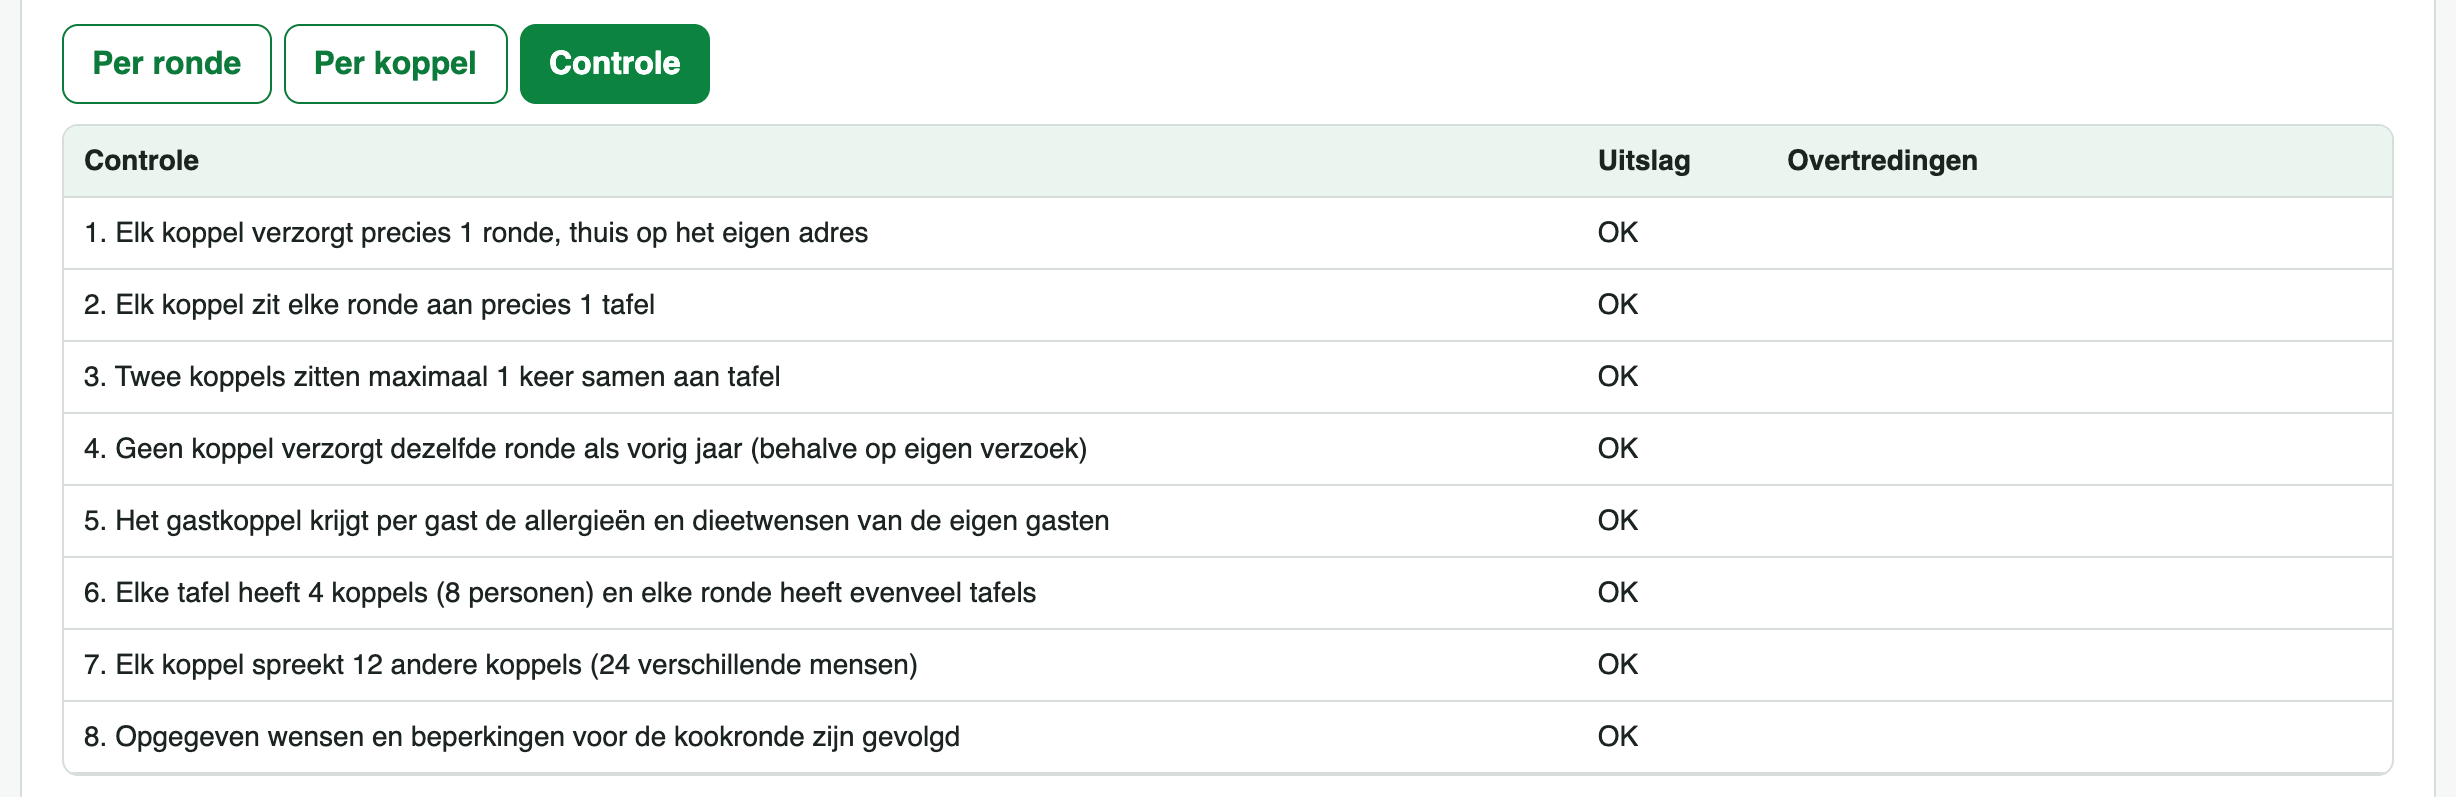 Per ronde Per koppel Controle
Controle Uitslag Overtredingen
1. Elk koppel verzorgt precies 1 ronde, thuis op het eigen adres OK
2. Elk koppel zit elke ronde aan precies 1 tafel OK
3. Twee koppels zitten maximaal 1 keer samen aan tafel OK
4. Geen koppel verzorgt dezelfde ronde als vorig jaar (behalve op eigen verzoek) OK
5. Het gastkoppel krijgt per gast de allergieën en dieetwensen van de eigen gasten OK
6. Elke tafel heeft 4 koppels (8 personen) en elke ronde heeft evenveel tafels OK
7. Elk koppel spreekt 12 andere koppels (24 verschillende mensen) OK
8. Opgegeven wensen en beperkingen voor de kookronde zijn gevolgd OK